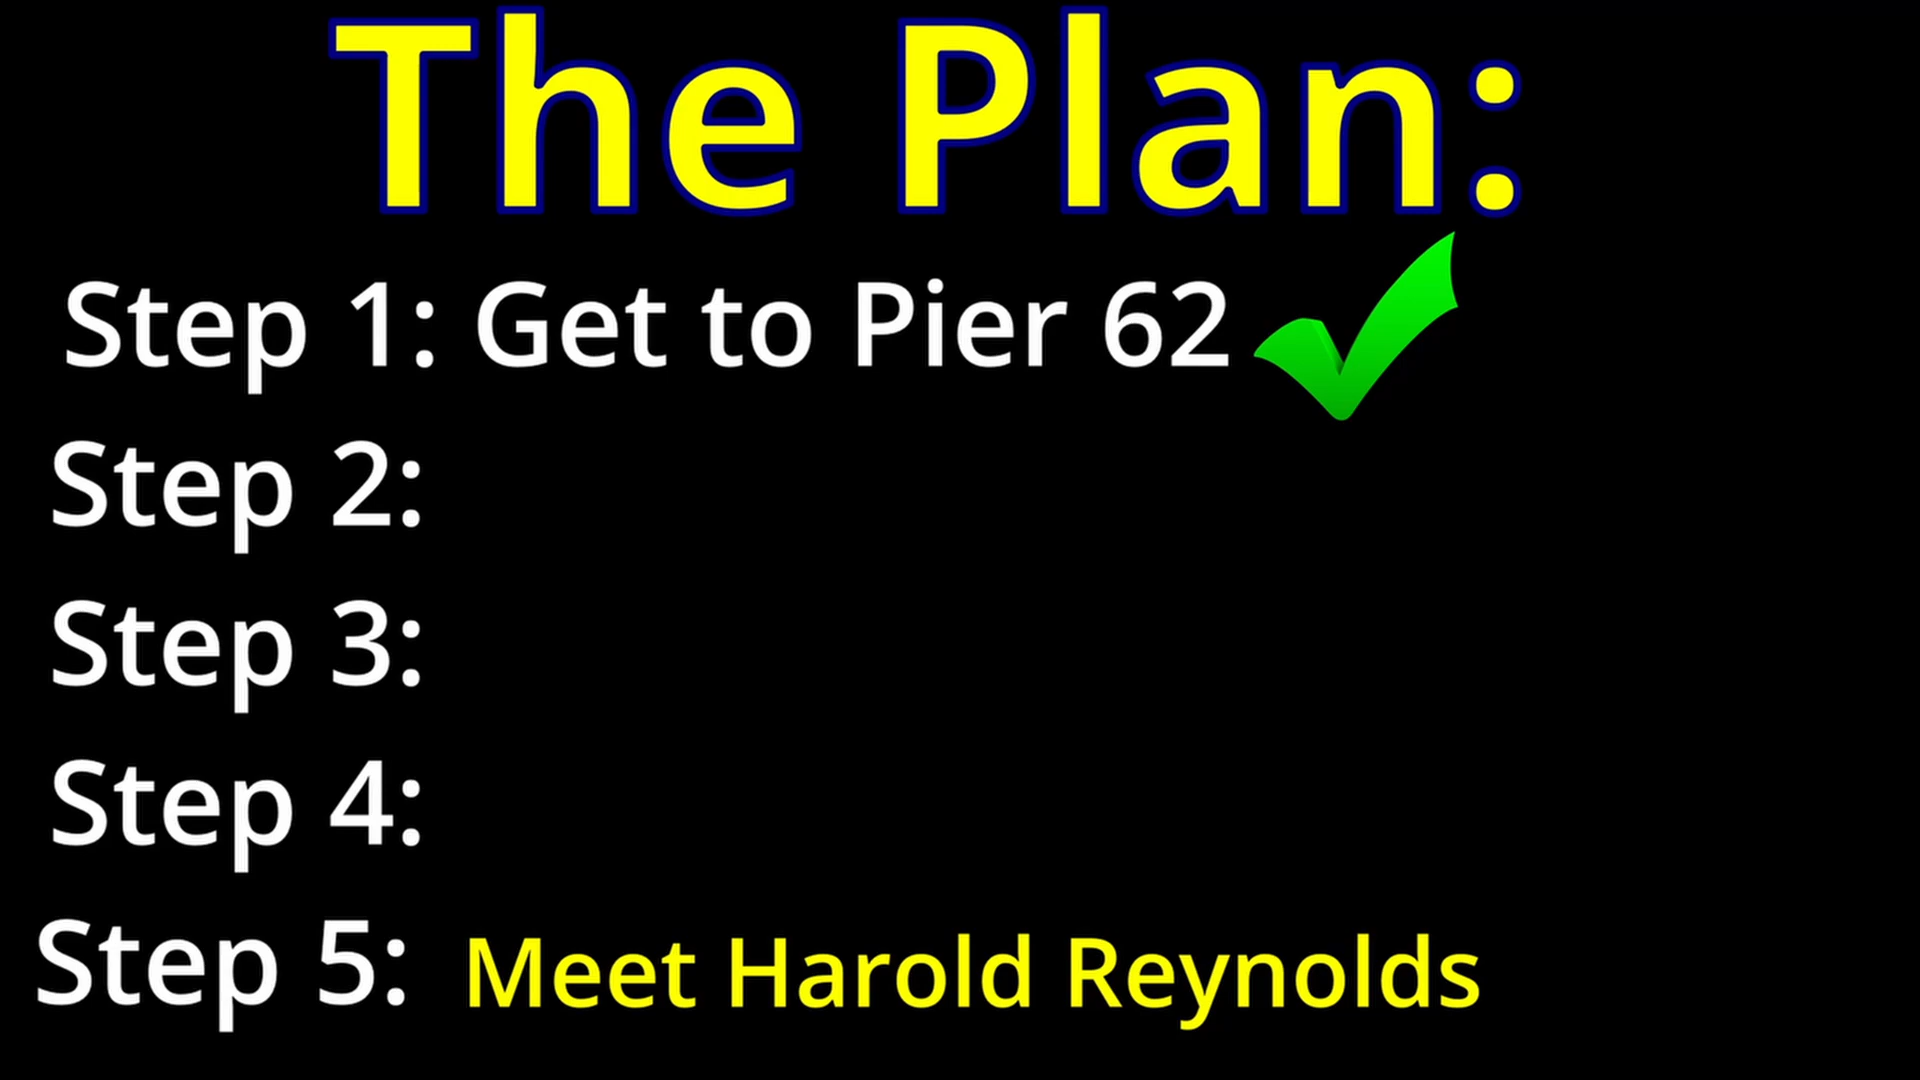 The Plan:
Step 1: Get to Pier 62
Step 2:
Step 3:
Step 4:
Step 5: Meet Harold Reynolds